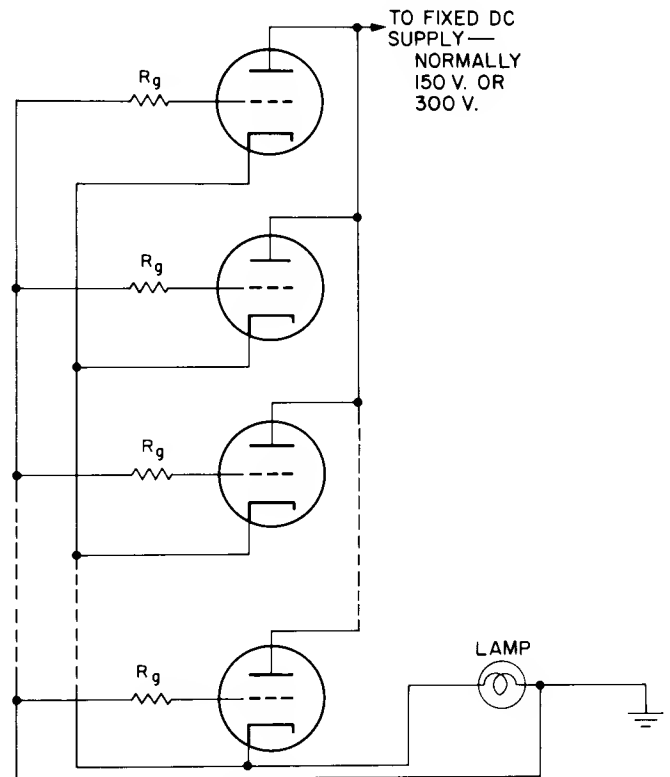 TO FIXED DC
SUPPLY—
NORMALLY
150 V. OR
300 V.
Rg
Rg
Rg
Rg
LAMP